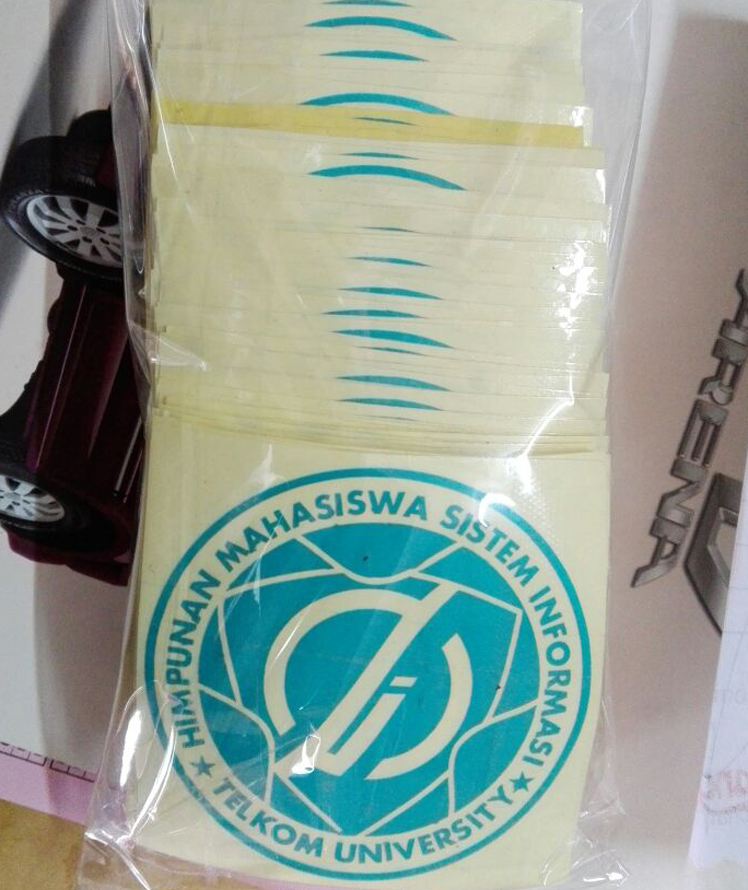 HIMPUNAN MAHASISWA SISTEM INFORMASI
TELKOM UNIVERSITY